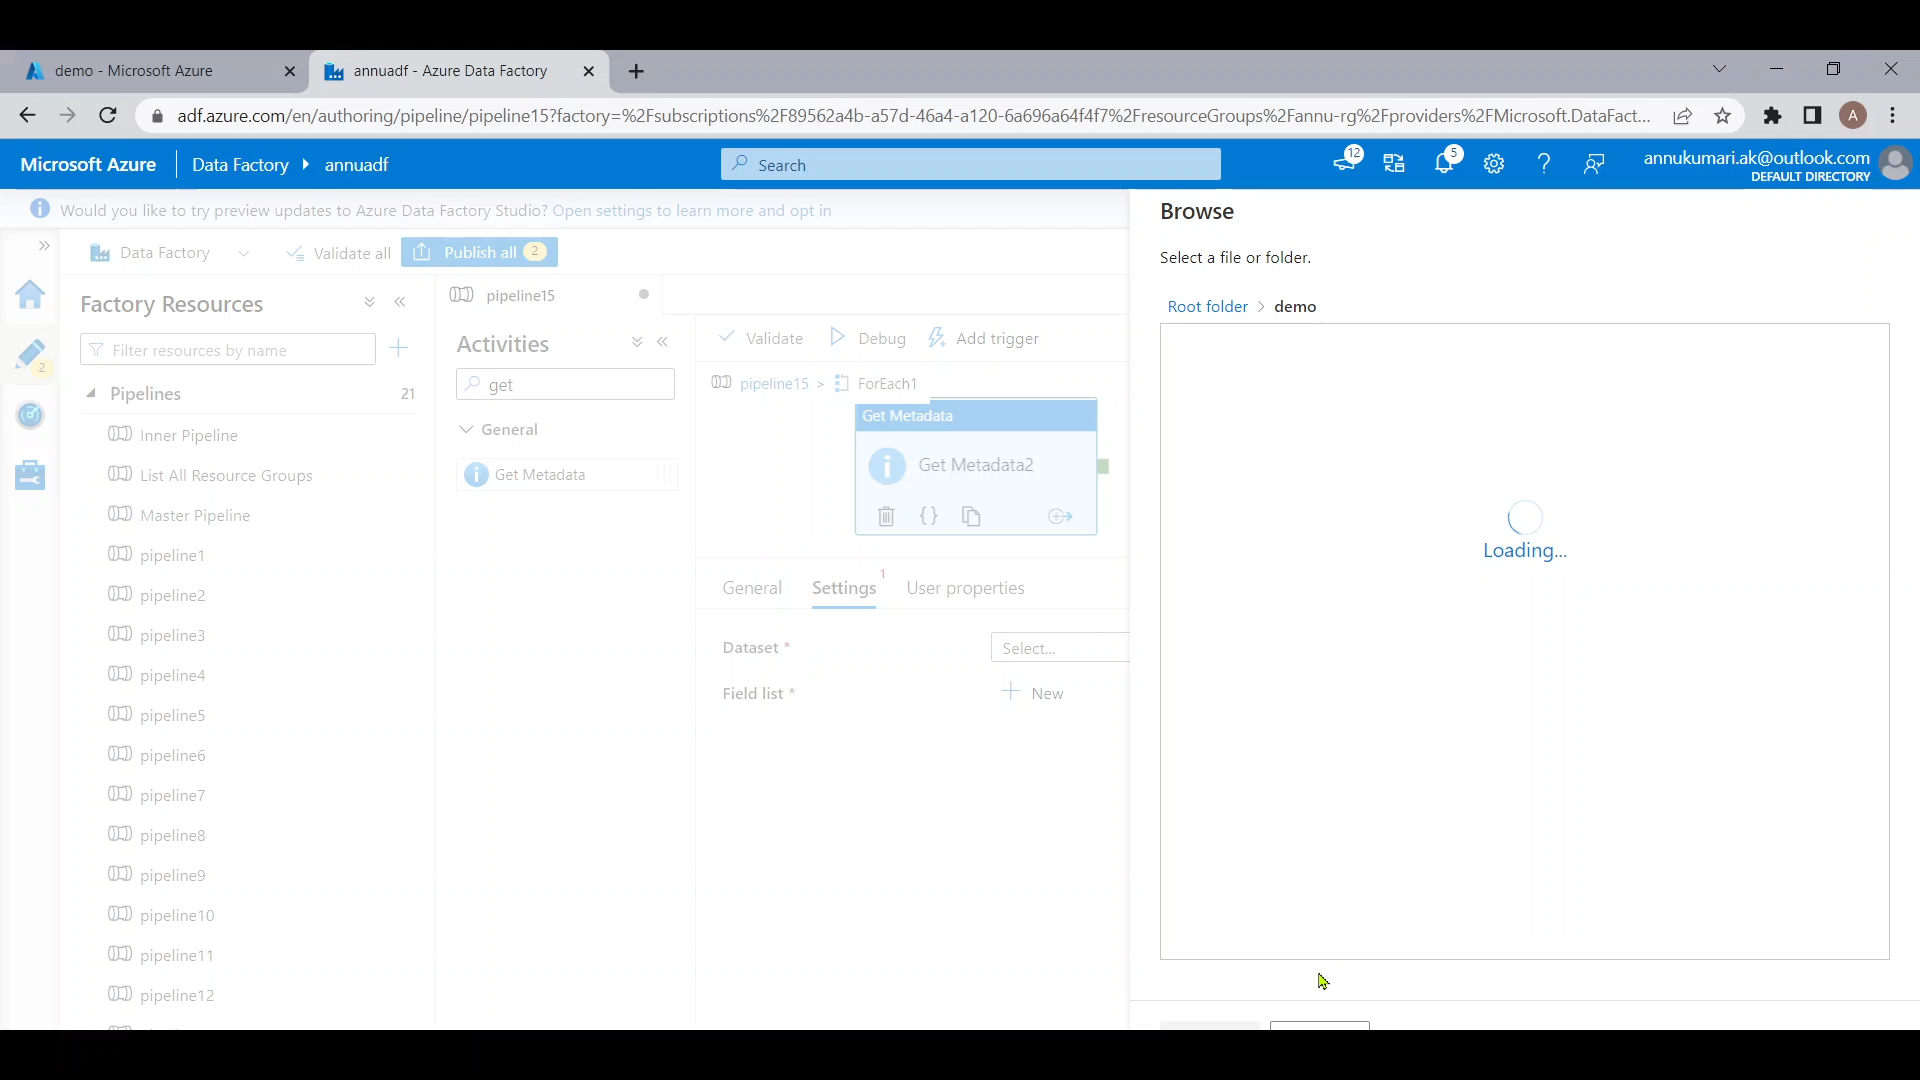 demo - Microsoft Azure
annuadf - Azure Data Factory
adf.azure.com/en/authoring/pipeline/pipeline15?factory=%2Fsubscriptions%2F89562a4b-a57d-46a4-a120-6a696a64f4f7%2FresourceGroups%2Fannu-rg%2Fproviders%2FMicrosoft.DataFact...
A
Microsoft Azure
Data Factory
annuadf
Search
12
5
annukumari.ak@outlook.com
DEFAULT DIRECTORY
Would you like to try preview updates to Azure Data Factory Studio? Open settings to learn more and opt in
Data Factory
Validate all
Publish all 2
Factory Resources
Filter resources by name
2
Pipelines 21
Inner Pipeline
List All Resource Groups
Master Pipeline
pipeline1
pipeline2
pipeline3
pipeline4
pipeline5
pipeline6
pipeline7
pipeline8
pipeline9
pipeline10
pipeline11
pipeline12
pipeline15
Activities
get
General
Get Metadata
Validate
Debug
Add trigger
pipeline15 > ForEach1
Get Metadata
Get Metadata2
General
Settings 1
User properties
Dataset *
Select...
Field list *
New
Browse
Select a file or folder.
Root folder > demo
Loading...